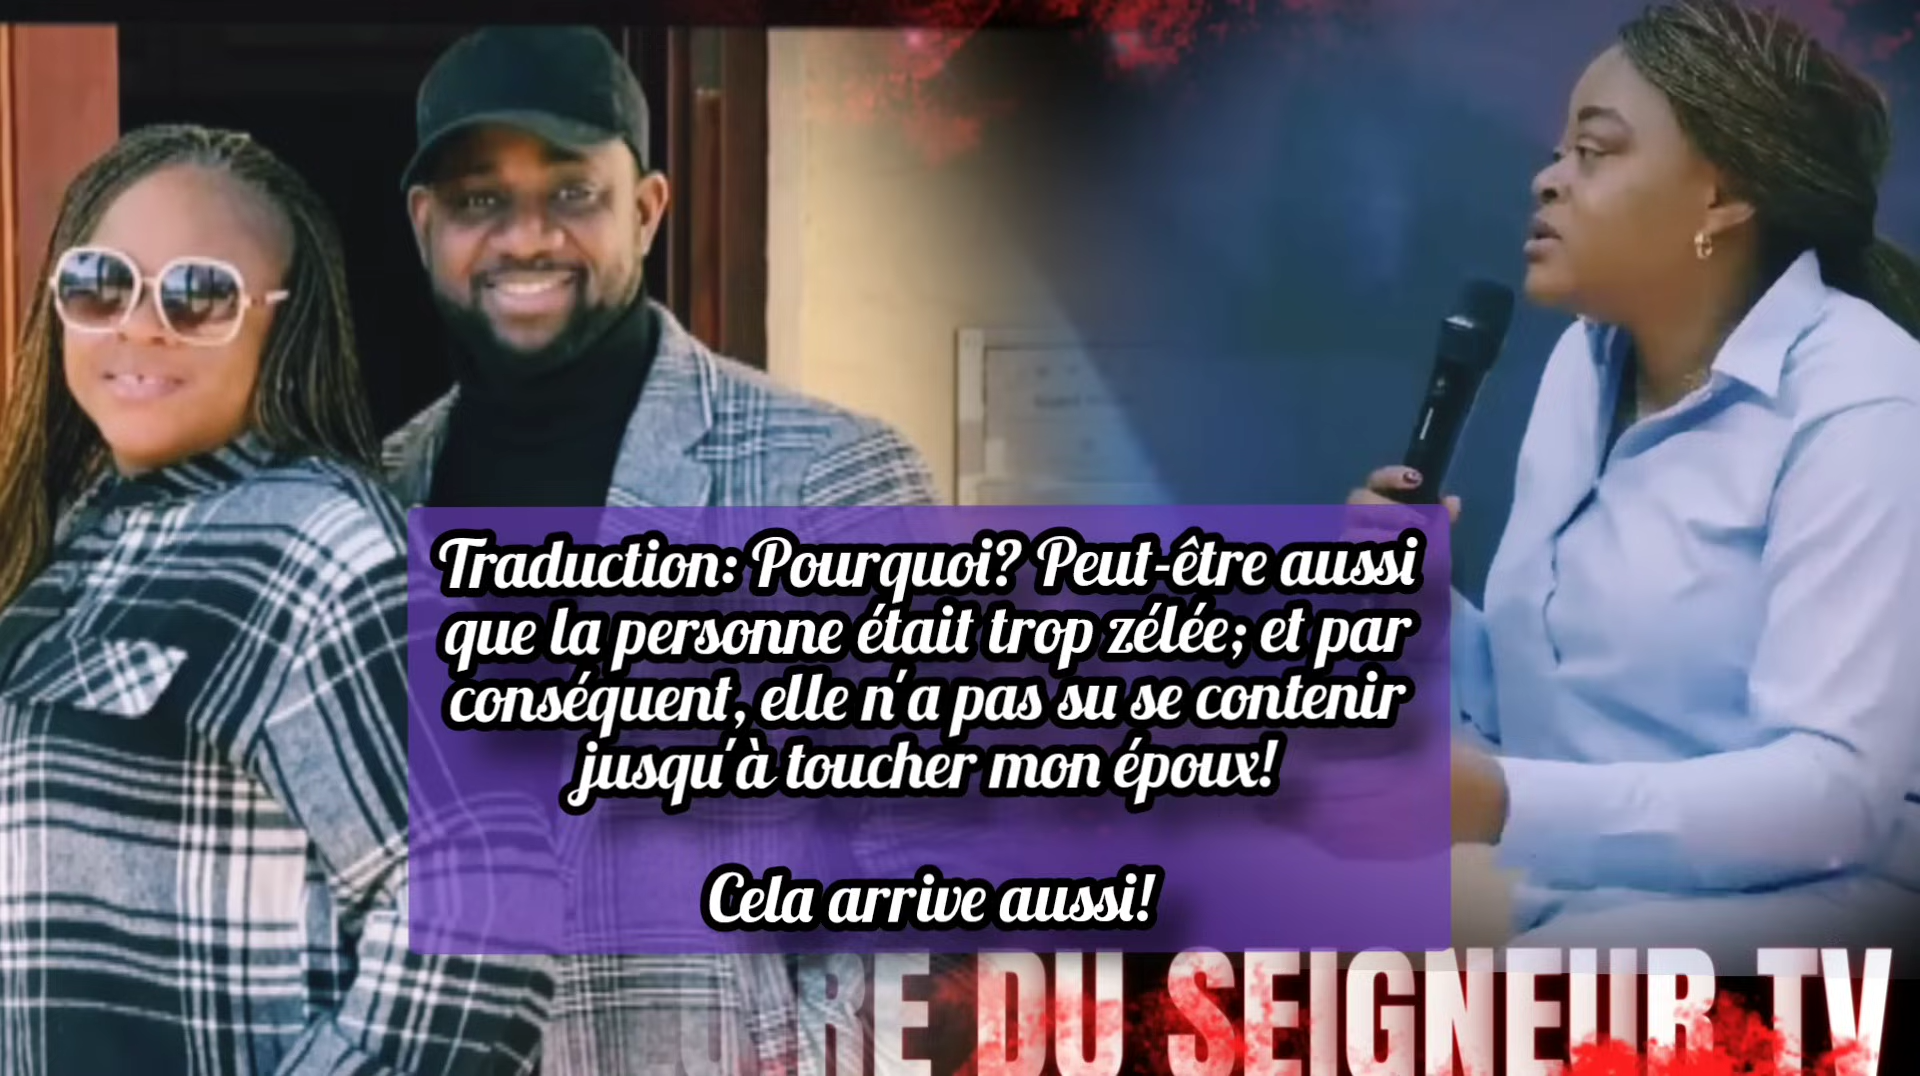 Traduction: Pourquoi? Peut-être aussi
que la personne était trop zélée; et par
conséquent, elle n'a pas su se contenir
jusqu'à toucher mon époux!
Cela arrive aussi!
RE DU SEIGNEUR TV